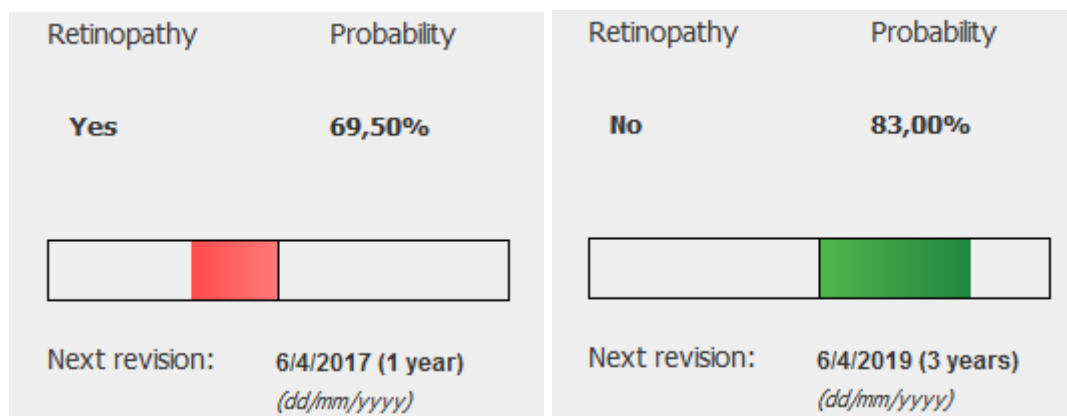 Retinopathy Probability
Yes 69,50%
Next revision: 6/4/2017 (1 year)
(dd/mm/yyyy)
Retinopathy Probability
No 83,00%
Next revision: 6/4/2019 (3 years)
(dd/mm/yyyy)